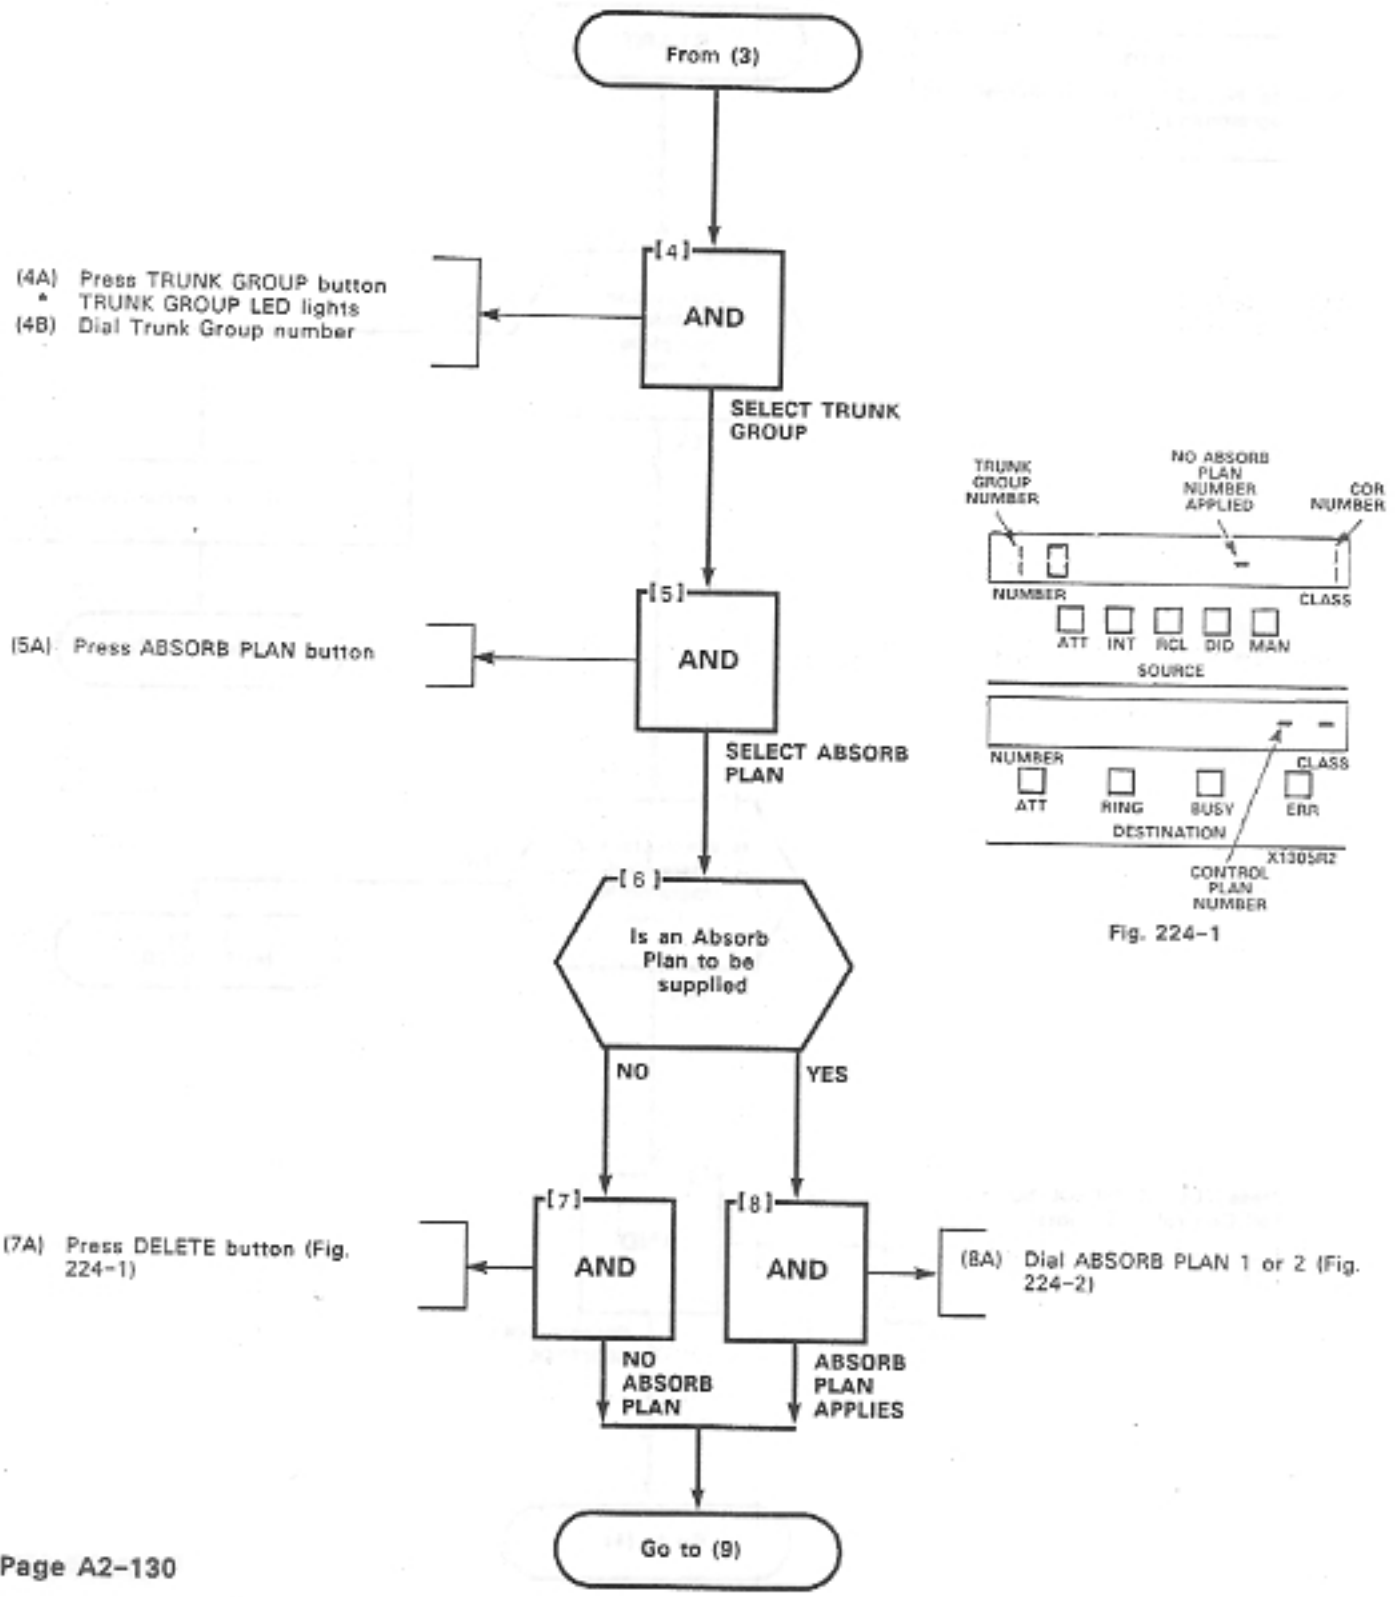 From (3)
[4]
(4A) Press TRUNK GROUP button
* TRUNK GROUP LED lights
(4B) Dial Trunk Group number
AND
SELECT TRUNK
GROUP
[5]
(5A) Press ABSORB PLAN button
AND
SELECT ABSORB
PLAN
TRUNK
GROUP
NUMBER
NO ABSORB
PLAN
NUMBER
APPLIED
COR
NUMBER
NUMBER
CLASS
ATT INT RCL DID MAN
SOURCE
NUMBER
CLASS
ATT RING BUSY ERR
DESTINATION
X1305R2
CONTROL
PLAN
NUMBER
Fig. 224-1
[6]
Is an Absorb
Plan to be
supplied
NO
YES
[7]
(7A) Press DELETE button (Fig.
224-1)
AND
NO
ABSORB
PLAN
[8]
AND
(8A) Dial ABSORB PLAN 1 or 2 (Fig.
224-2)
ABSORB
PLAN
APPLIES
Go to (9)
Page A2-130